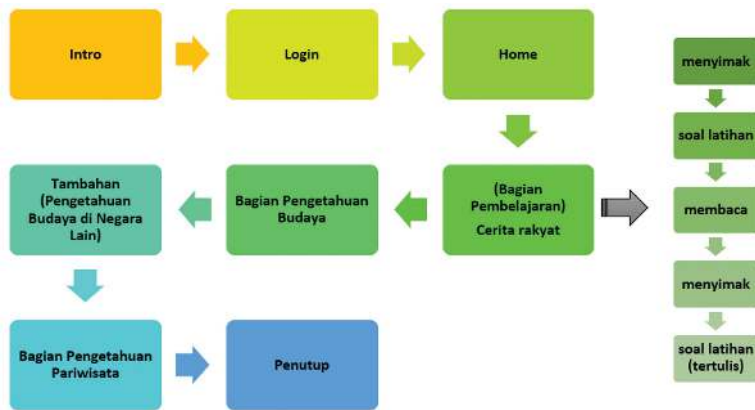 Intro
Login
Home
(Bagian
Pembelajaran)
Cerita rakyat
Bagian Pengetahuan
Budaya
Tambahan
(Pengetahuan
Budaya di Negara
Lain)
Bagian Pengetahuan
Pariwisata
Penutup
menyimak
soal latihan
membaca
menyimak
soal latihan
(tertulis)